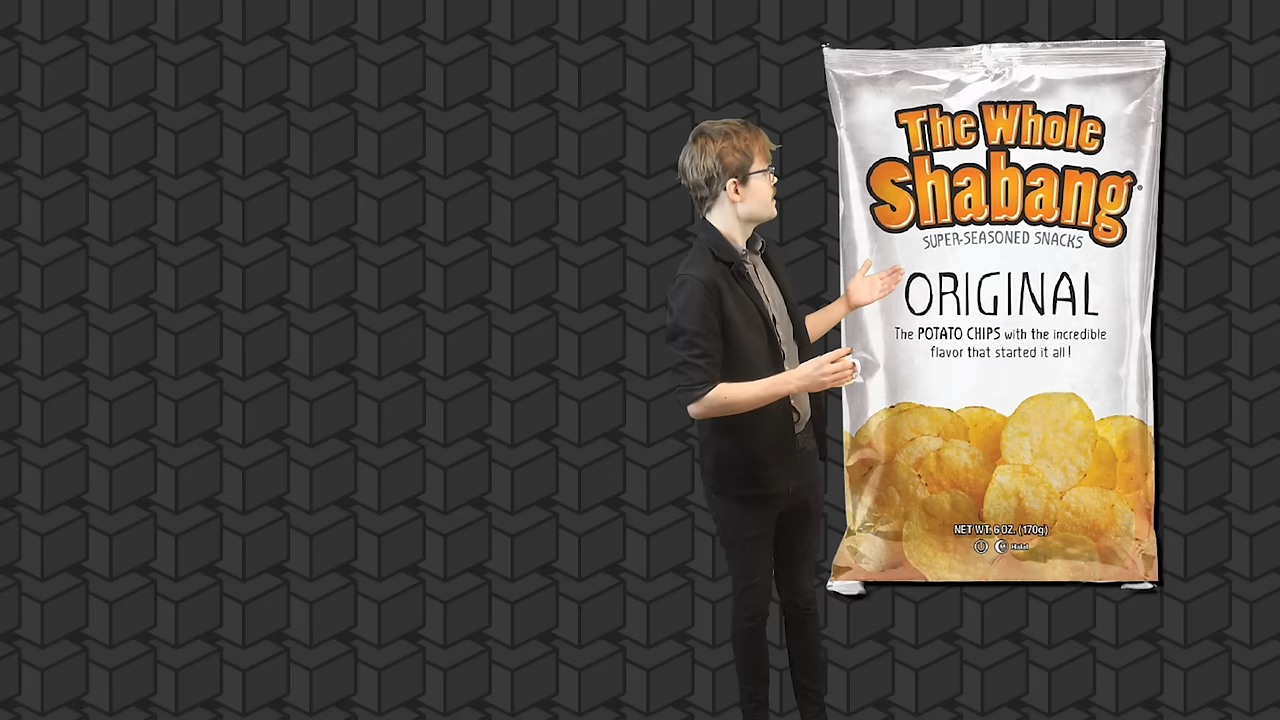 The Whole
Shabang®
SUPER-SEASONED SNACKS
ORIGINAL
The POTATO CHIPS with the incredible
flavor that started it all!
NET WT. 6 OZ. (170g)
U Halal